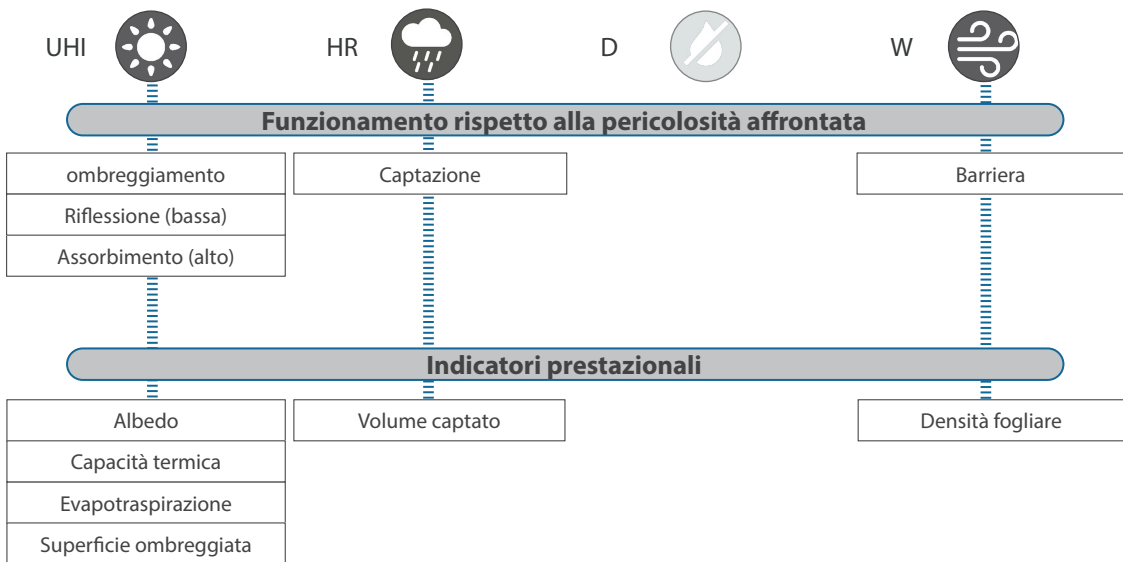 UHI HR D W
Funzionamento rispetto alla pericolosità affrontata
ombreggiamento Captazione Barriera
Riflessione (bassa)
Assorbimento (alto)
Indicatori prestazionali
Albedo Volume captato Densità fogliare
Capacità termica
Evapotraspirazione
Superficie ombreggiata